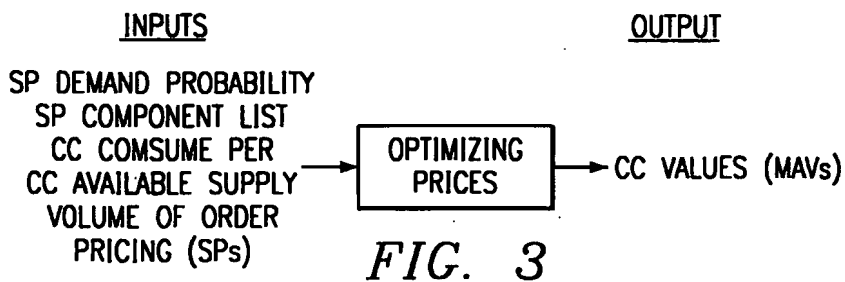 INPUTS
SP DEMAND PROBABILITY
SP COMPONENT LIST
CC COMSUME PER
CC AVAILABLE SUPPLY
VOLUME OF ORDER
PRICING (SPs)
OPTIMIZING
PRICES
OUTPUT
CC VALUES (MAVs)
FIG. 3